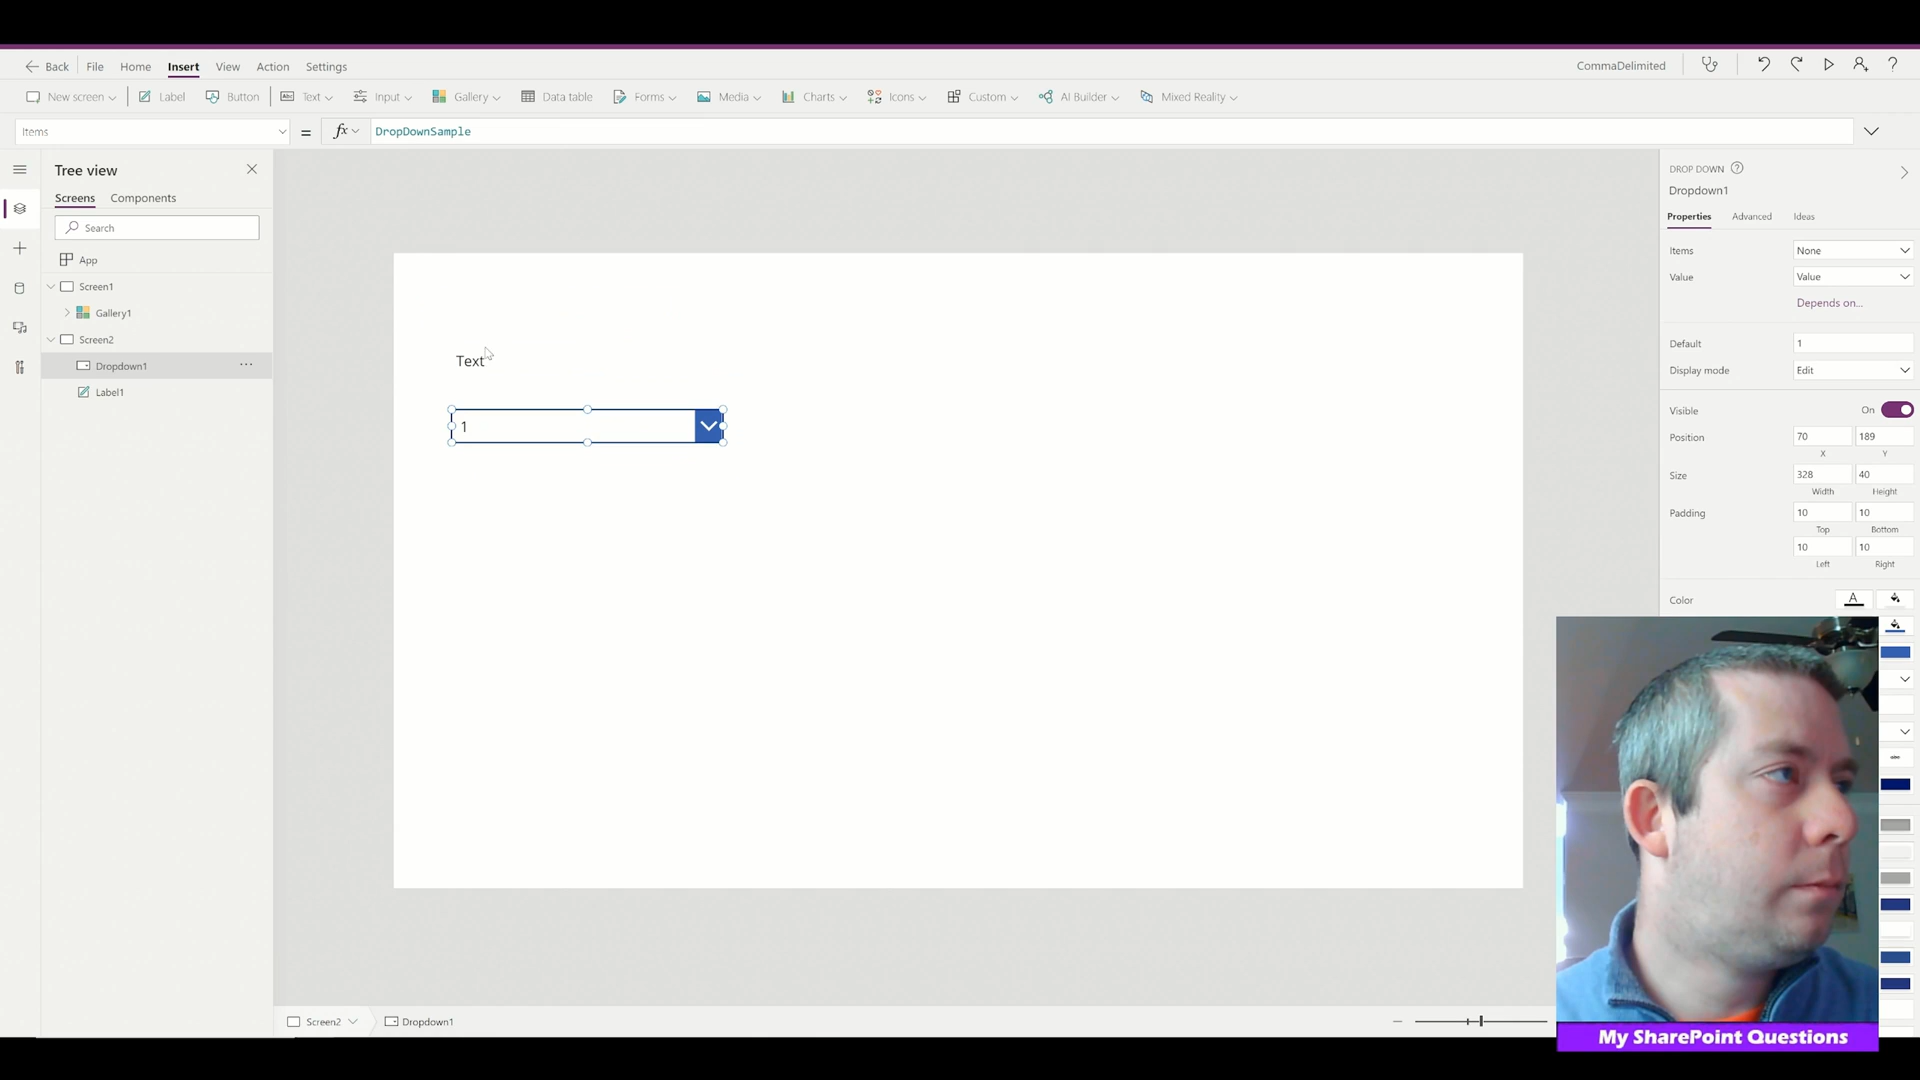 Back File Home Insert View Action Settings CommaDelimited ?
New screen Label Button Text Input Gallery Data table Forms Media Charts Icons Custom AI Builder Mixed Reality
Items = fx DropDownSample
Tree view
Screens Components
Search
App
Screen1
Gallery1
Screen2
Dropdown1 ...
Label1
Text
1
DROP DOWN ?
Dropdown1
Properties Advanced Ideas
Items None
Value Value
Depends on...
Default 1
Display mode Edit
Visible On
Position 70 189
X Y
Size 328 40
Width Height
Padding 10 10
Top Bottom
10 10
Left Right
Color A
abc
Screen2 Dropdown1
My SharePoint Questions